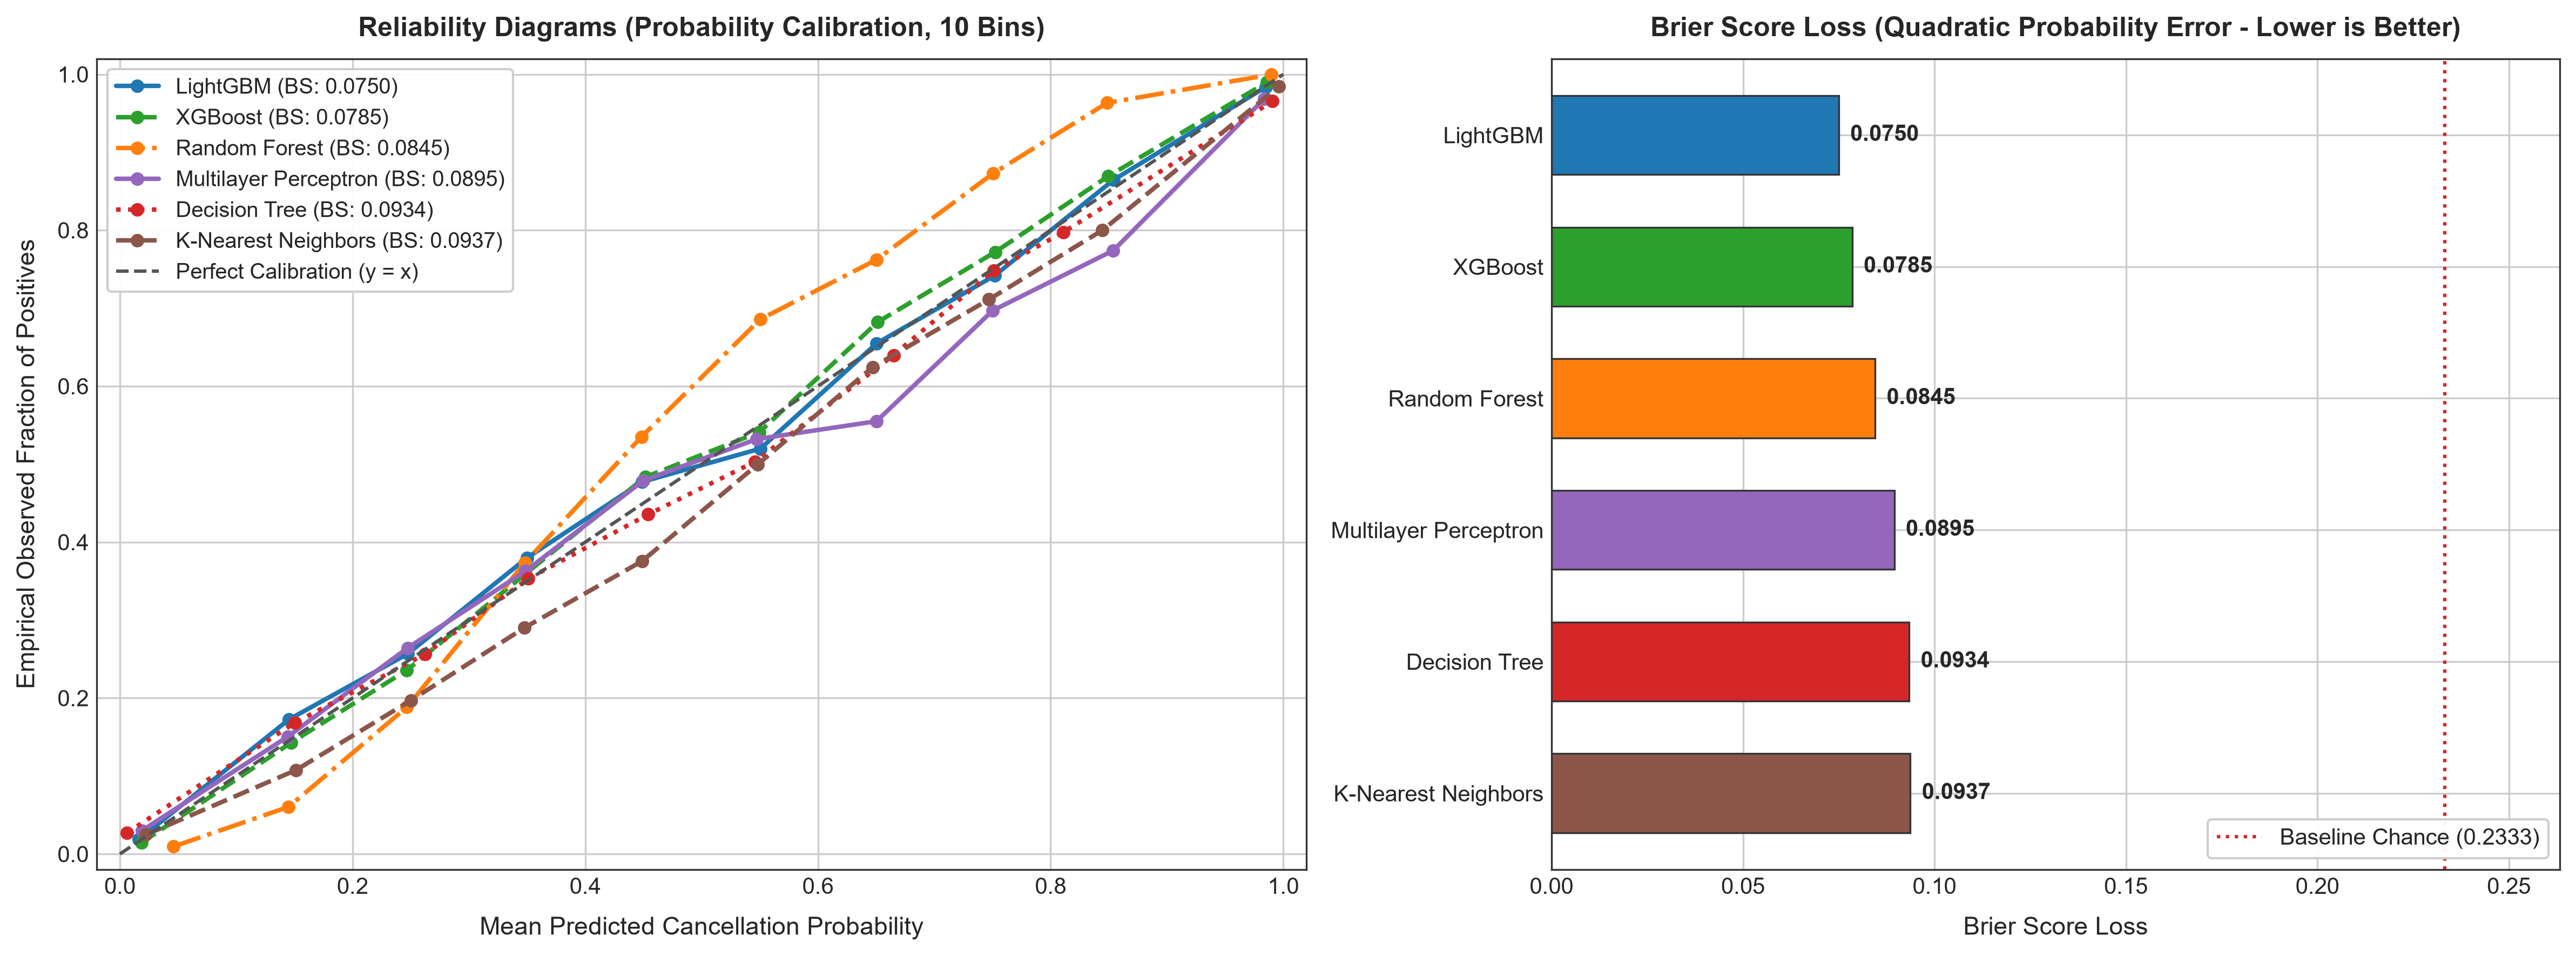 Reliability Diagrams (Probability Calibration, 10 Bins)
LightGBM (BS: 0.0750)
XGBoost (BS: 0.0785)
Random Forest (BS: 0.0845)
Multilayer Perceptron (BS: 0.0895)
Decision Tree (BS: 0.0934)
K-Nearest Neighbors (BS: 0.0937)
Perfect Calibration (y = x)
Empirical Observed Fraction of Positives
1.0
0.8
0.6
0.4
0.2
0.0
0.0 0.2 0.4 0.6 0.8 1.0
Mean Predicted Cancellation Probability
Brier Score Loss (Quadratic Probability Error - Lower is Better)
LightGBM 0.0750
XGBoost 0.0785
Random Forest 0.0845
Multilayer Perceptron 0.0895
Decision Tree 0.0934
K-Nearest Neighbors 0.0937
Baseline Chance (0.2333)
0.00 0.05 0.10 0.15 0.20 0.25
Brier Score Loss